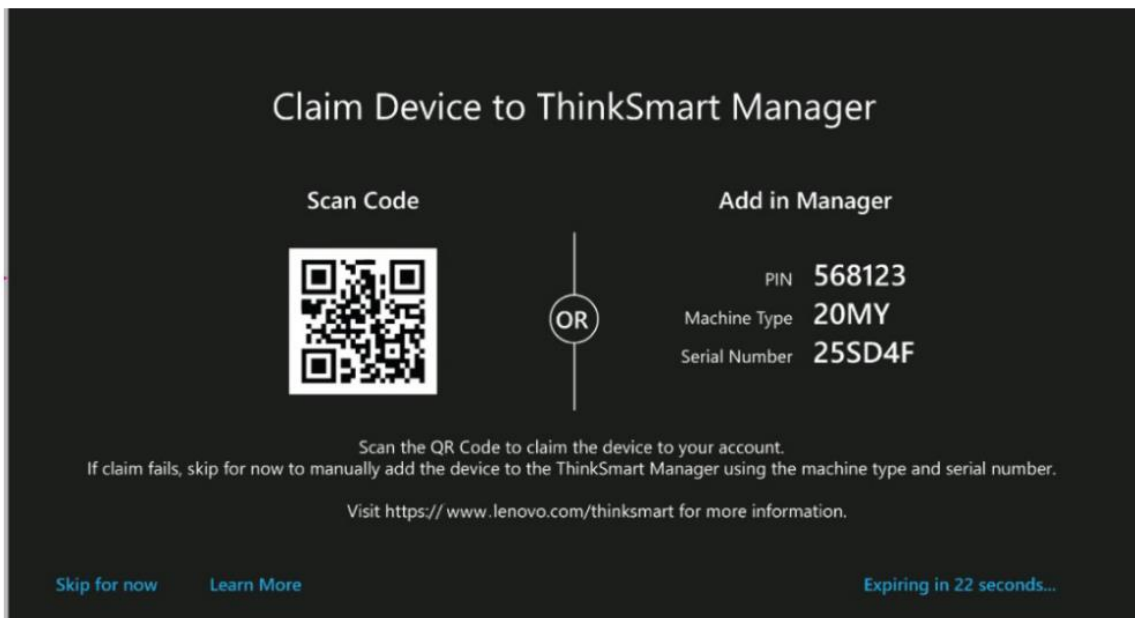 Claim Device to ThinkSmart Manager
Scan Code
OR
Add in Manager
PIN 568123
Machine Type 20MY
Serial Number 25SD4F
Scan the QR Code to claim the device to your account.
If claim fails, skip for now to manually add the device to the ThinkSmart Manager using the machine type and serial number.
Visit https://www.lenovo.com/thinksmart for more information.
Skip for now
Learn More
Expiring in 22 seconds...